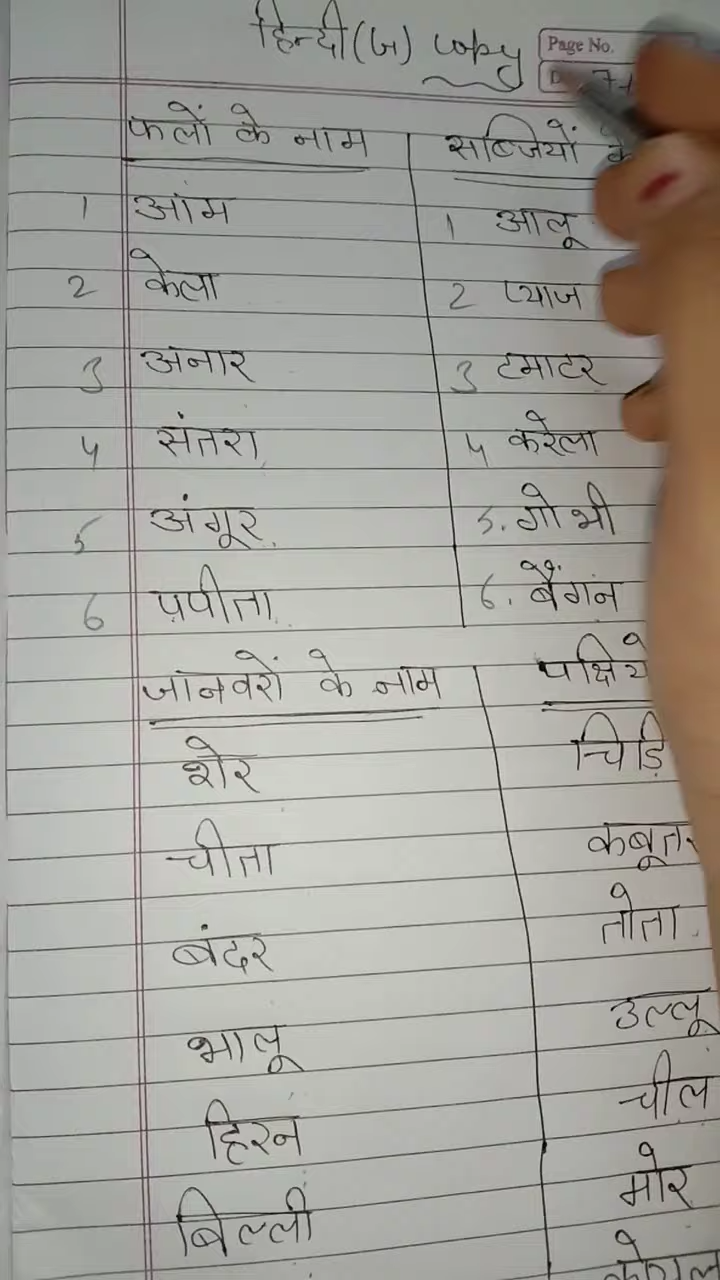 हिन्दी (ज) copy
Page No.
फलों के नाम
सब्जियों
1 आंम
1 आलू
2 केला
2 प्याज
3 अनार
3 टमाटर
4 संतरा
4 करेला
5 अंगूर
5. गोभी
6 पपीता
6. बैंगन
जानवरों के नाम
शेर
चिड़ि
चीता
कबूतर
बंदर
तोता
भालू
उल्लू
हिरन
चील
बिल्ली
मोर